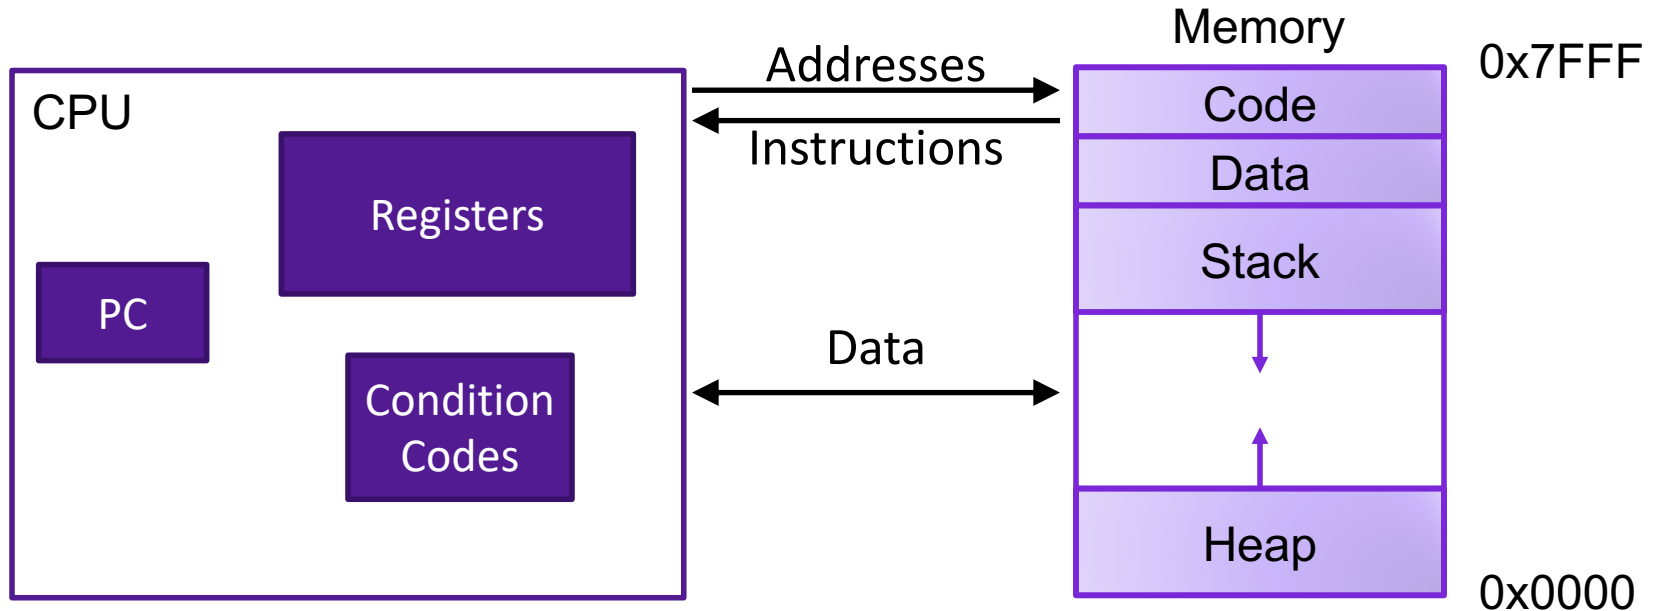 CPU
Registers
PC
Condition
Codes
Addresses
Instructions
Data
Memory
0x7FFF
Code
Data
Stack
Heap
0x0000